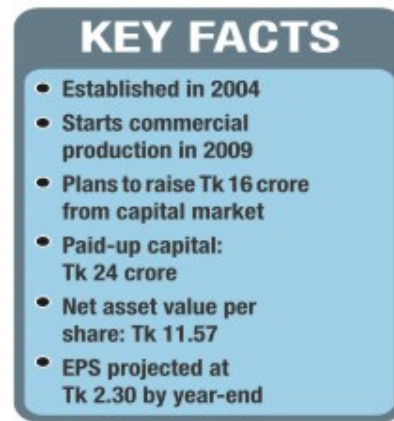 KEY FACTS
• Established in 2004
• Starts commercial
production in 2009
• Plans to raise Tk 16 crore
from capital market
• Paid-up capital:
Tk 24 crore
• Net asset value per
share: Tk 11.57
• EPS projected at
Tk 2.30 by year-end